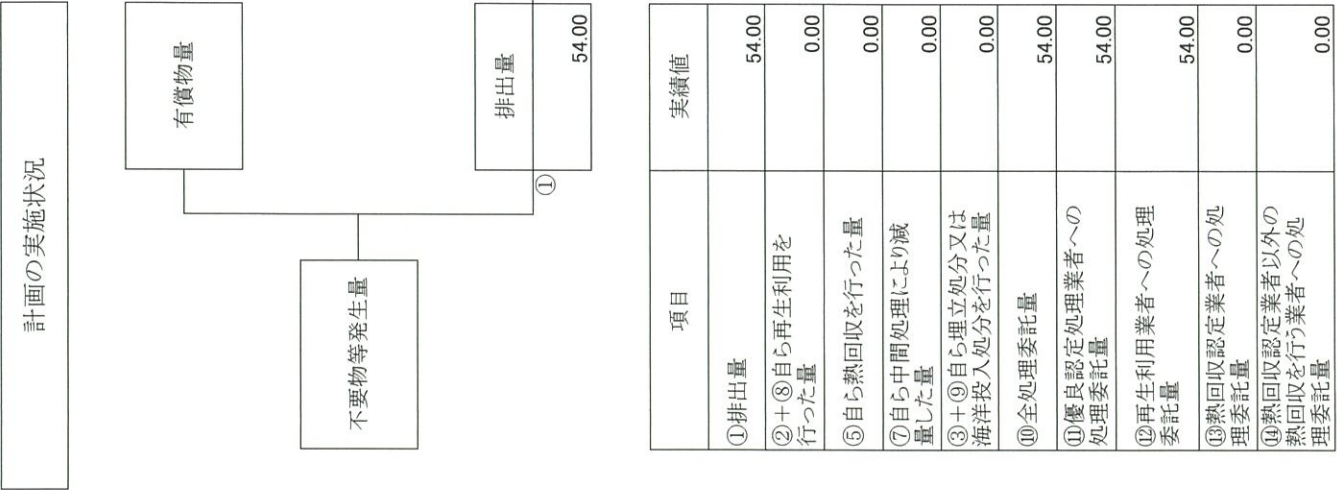 計画の実施状況
有償物量
不要物等発生量
排出量
①
54.00
項目
実績値
①排出量
54.00
②+⑧自ら再生利用を
行った量
0.00
⑤自ら熱回収を行った量
0.00
⑦自ら中間処理により減
量した量
0.00
③+⑨自ら埋立処分又は
海洋投入処分を行った量
0.00
⑩全処理委託量
54.00
⑪優良認定処理業者への
処理委託量
54.00
⑫再生利用業者への処理
委託量
54.00
⑬熱回収認定業者への処
理委託量
0.00
⑭熱回収認定業者以外の
熱回収を行う業者への処
理委託量
0.00